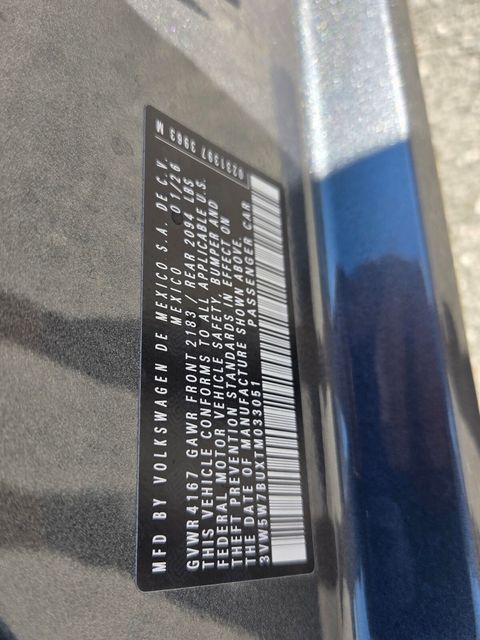 MFD BY VOLKSWAGEN DE MEXICO S.A. DE C.V.
MEXICO 01/26
GVWR 4167 GAWR FRONT 2183 / REAR 2094 LBS
THIS VEHICLE CONFORMS TO ALL APPLICABLE U.S.
FEDERAL MOTOR VEHICLE SAFETY, BUMPER AND
THEFT PREVENTION STANDARDS IN EFFECT ON
THE DATE OF MANUFACTURE SHOWN ABOVE.
3VW5W7BUXTM033051 PASSENGER CAR
9231397 3963 M